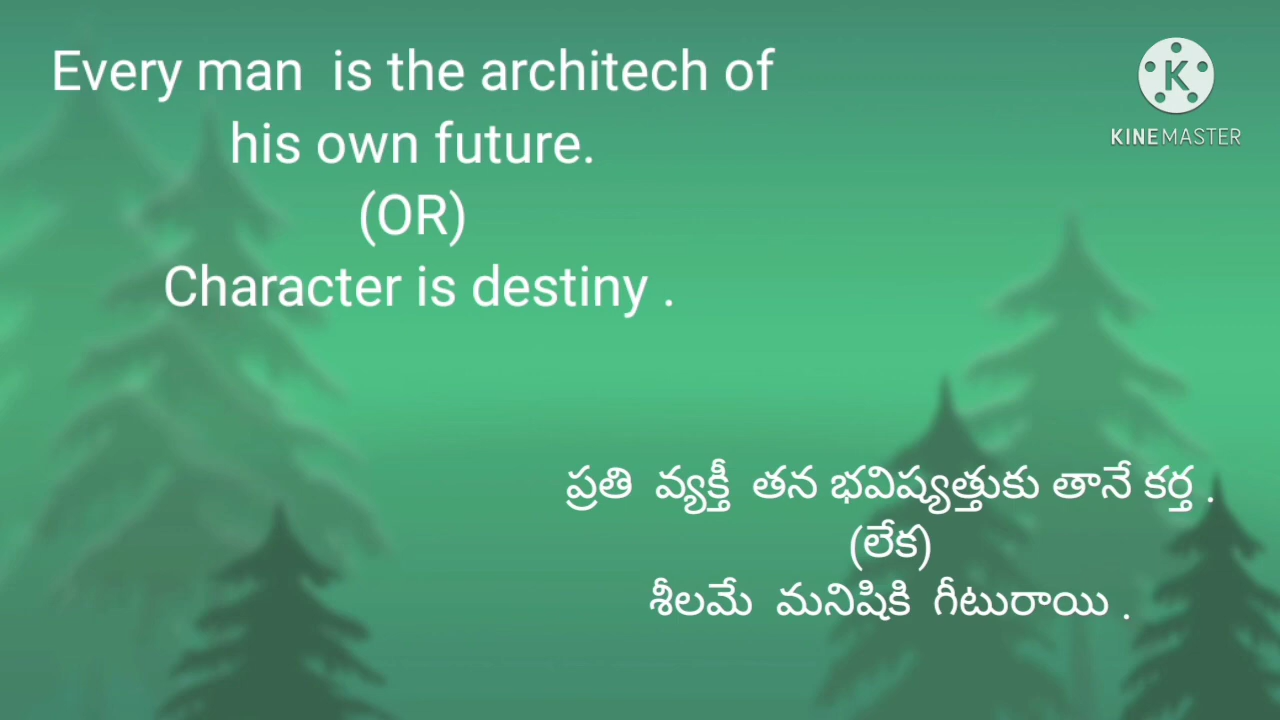 Every man is the architech of
his own future.
(OR)
Character is destiny .
KINEMASTER
ప్రతి వ్యక్తీ తన భవిష్యత్తుకు తానే కర్త .
(లేక)
శీలమే మనిషికి గీటురాయి .